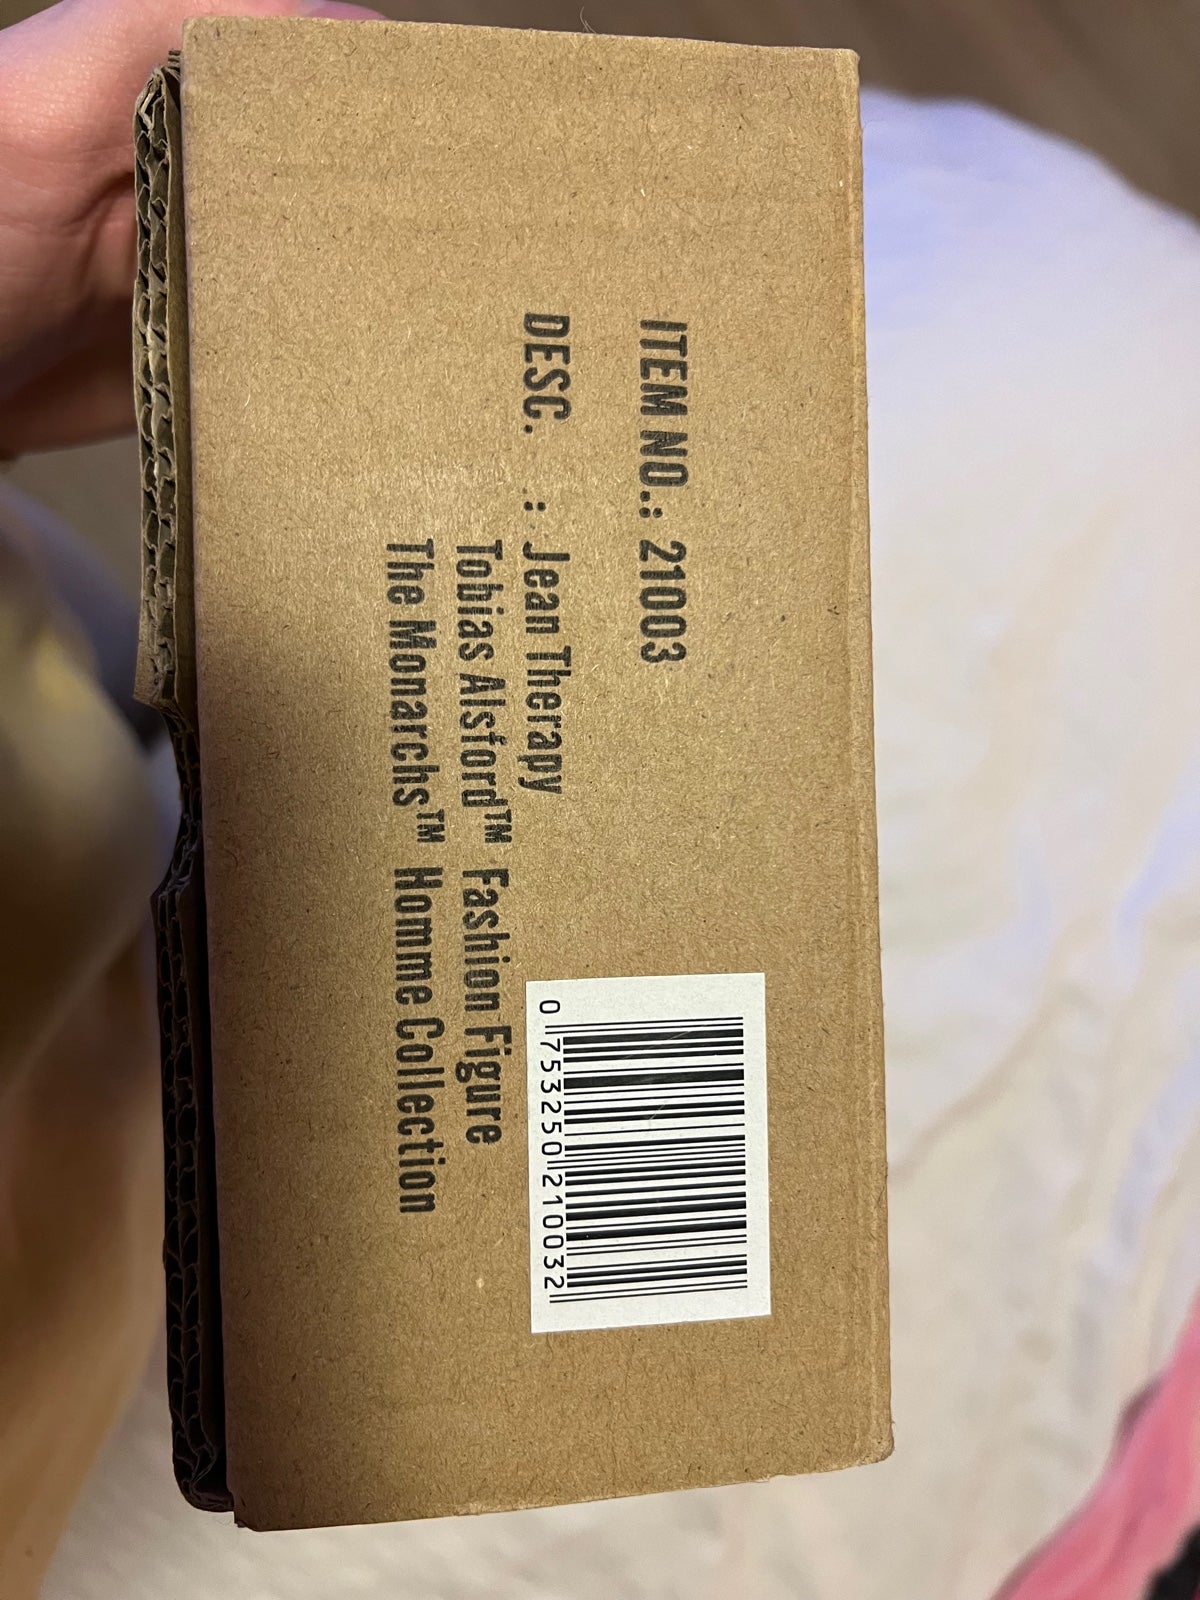 ITEM NO.: 21003
DESC. : Jean Therapy
Tobias Alsford™ Fashion Figure
The Monarchs™ Homme Collection
0 753250 210032